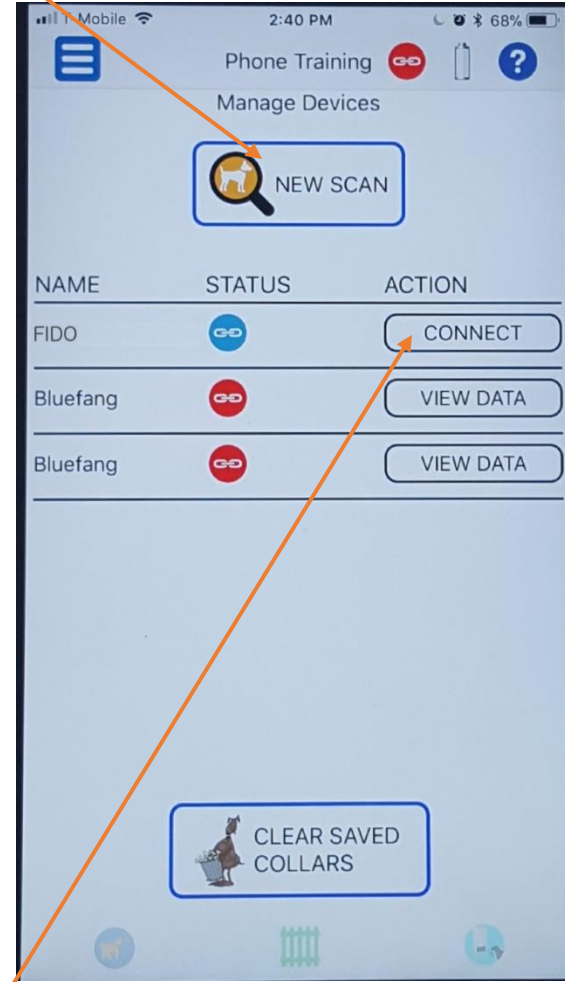 T-Mobile 2:40 PM 68%
Phone Training ?
Manage Devices
NEW SCAN
NAME STATUS ACTION
FIDO CONNECT
Bluefang VIEW DATA
Bluefang VIEW DATA
CLEAR SAVED
COLLARS